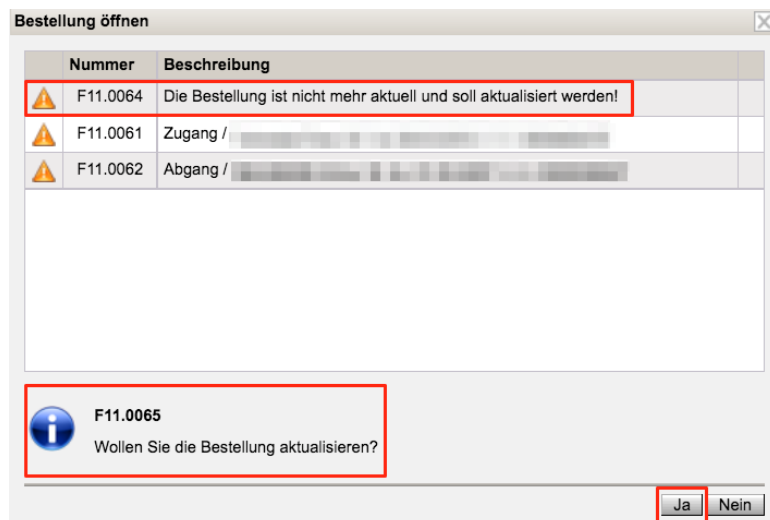 Bestellung öffnen
Nummer Beschreibung
F11.0064 Die Bestellung ist nicht mehr aktuell und soll aktualisiert werden!
F11.0061 Zugang /
F11.0062 Abgang /
F11.0065
Wollen Sie die Bestellung aktualisieren?
Ja Nein